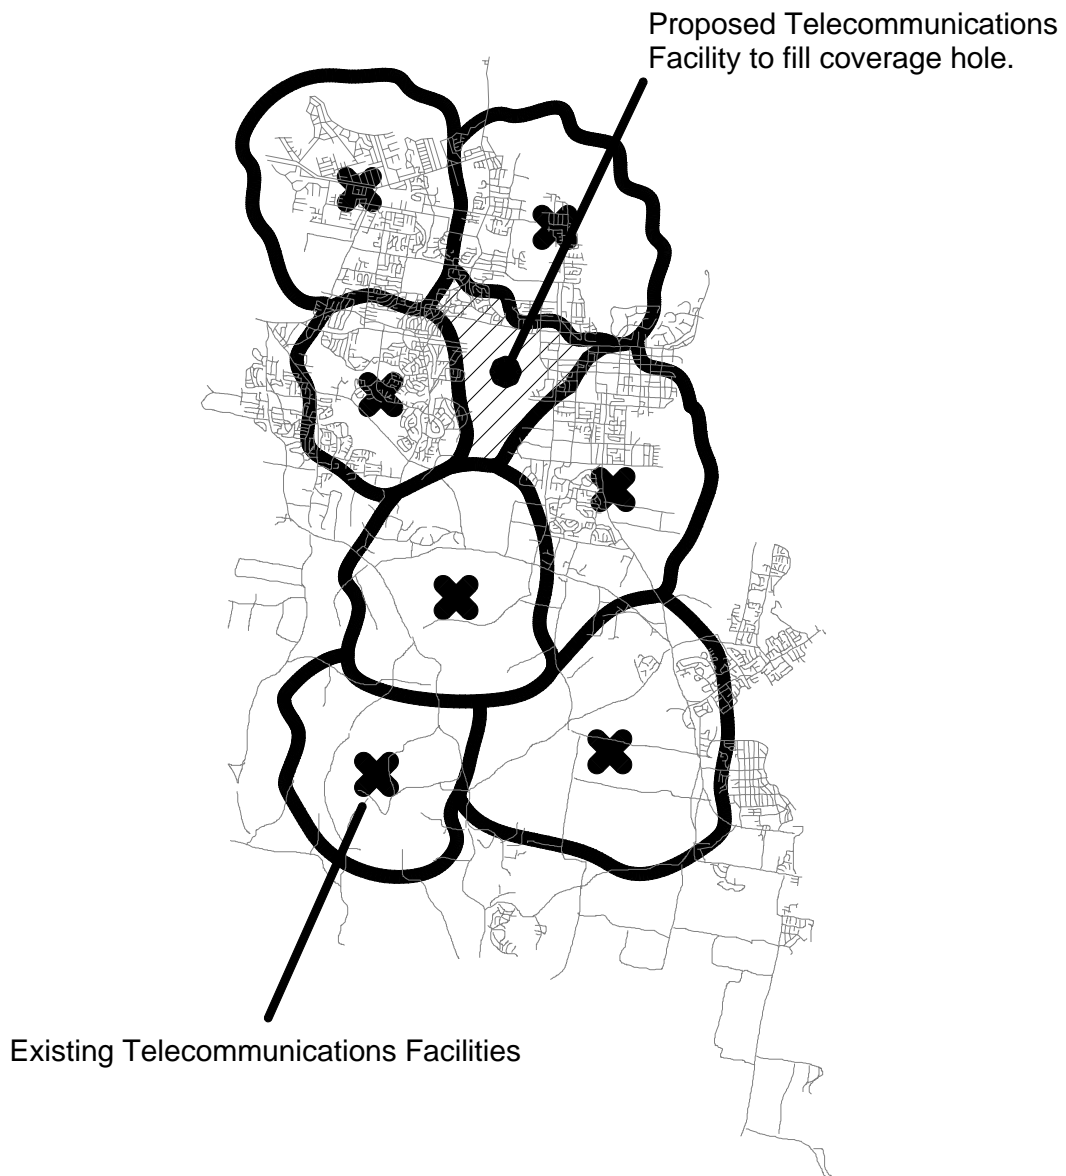 Proposed Telecommunications
Facility to fill coverage hole.
Existing Telecommunications Facilities